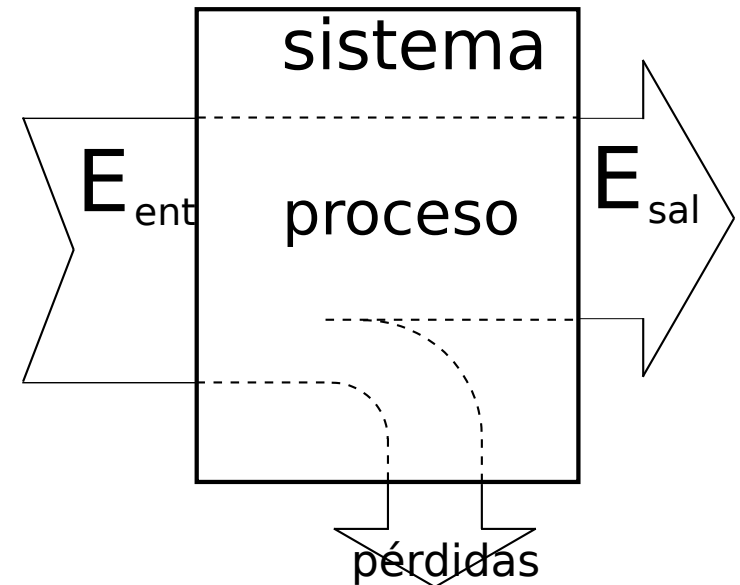 sistema
E ent
E sal
proceso
pérdidas